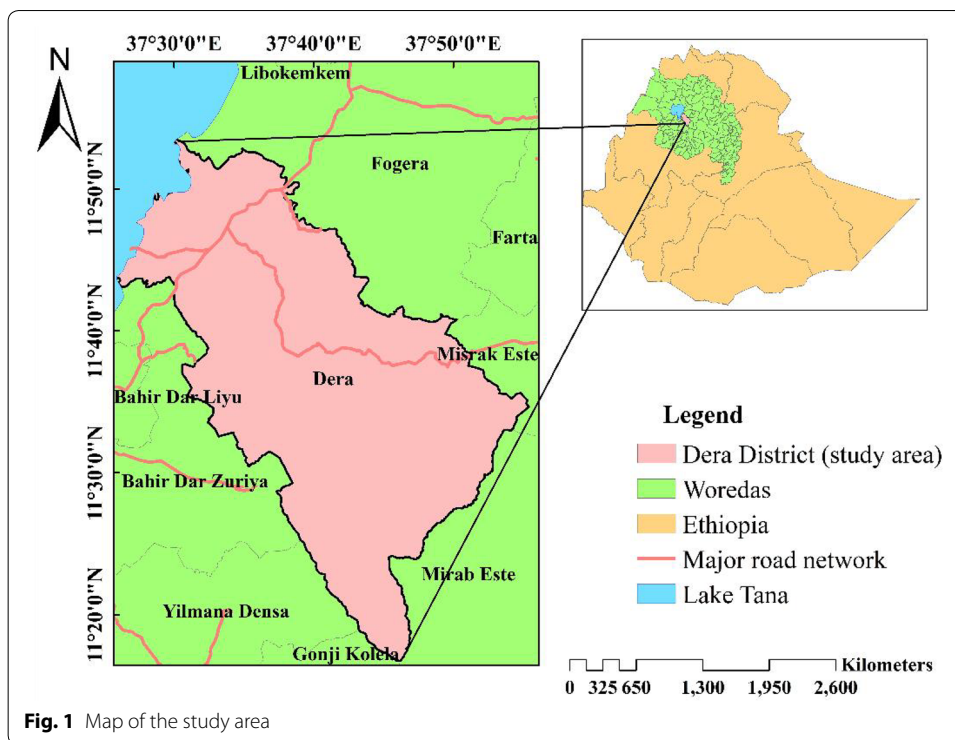 37°30'0"E
37°40'0"E
37°50'0"E
N
Libokemkem
Fogera
11°50'0"N
Farta
11°40'0"N
Misrak Este
Dera
Bahir Dar Liyu
11°30'0"N
Bahir Dar Zuriya
Mirab Este
11°20'0"N
Yilmana Densa
Gonji Kolela
Legend
Dera District (study area)
Woredas
Ethiopia
Major road network
Lake Tana
Kilometers
0 325 650 1,300 1,950 2,600
Fig. 1 Map of the study area